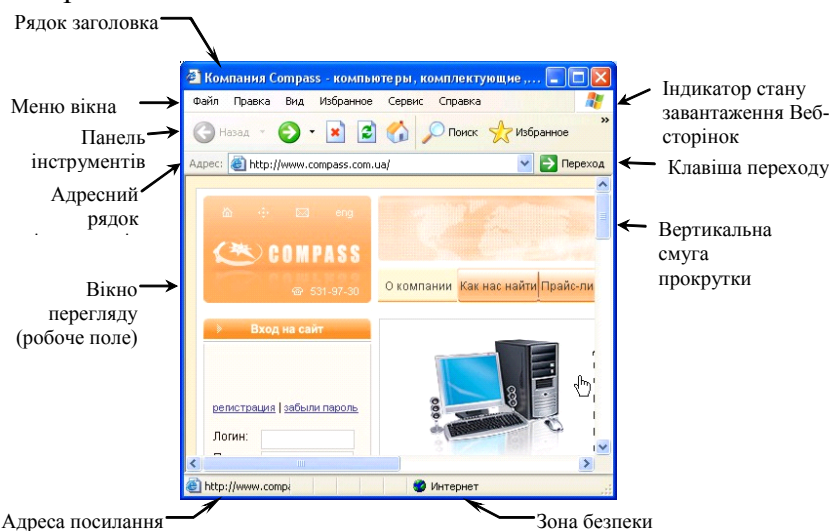 Рядок заголовка
Компания Compass - компьютеры, комплектующие ,...
Меню вікна
Файл Правка Вид Избранное Сервис Справка
Індикатор стану
завантаження Веб-
сторінок
Панель
інструментів
Назад
Поиск
Избранное
»
Адрес: http://www.compass.com.ua/
Переход
Клавіша переходу
Адресний
рядок
eng
COMPASS
531-97-30
О компании
Как нас найти
Прайс-ли
Вертикальна
смуга
прокрутки
Вікно
перегляду
(робоче поле)
Вход на сайт
регистрация | забыли пароль
Логин:
http://www.compa
Интернет
Адреса посилання
Зона безпеки